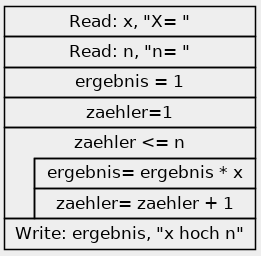 Read: x, "X= "
Read: n, "n= "
ergebnis = 1
zaehler=1
zaehler <= n
ergebnis= ergebnis * x
zaehler= zaehler + 1
Write: ergebnis, "x hoch n"